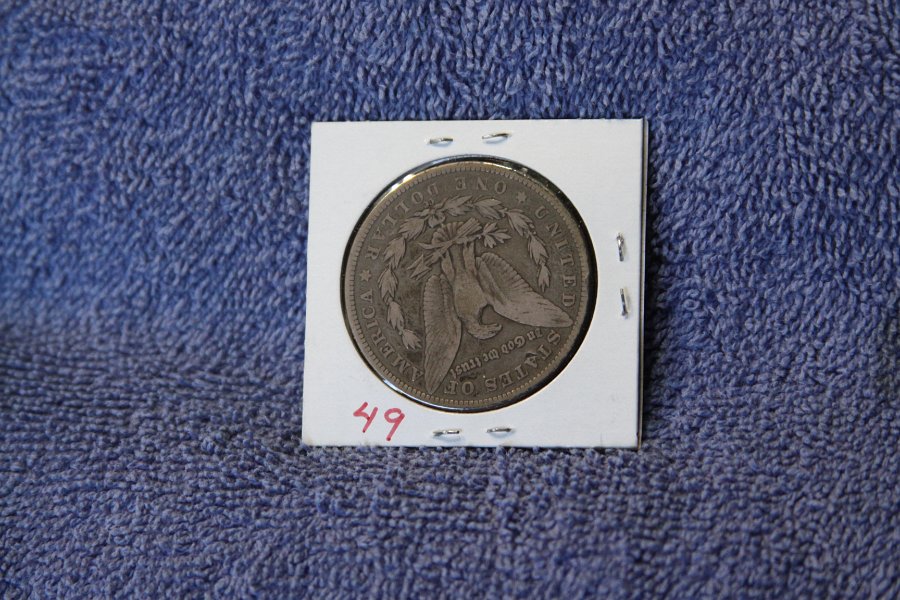 UNITED STATES OF AMERICA
In God we trust
★ ONE DOLLAR ★
49